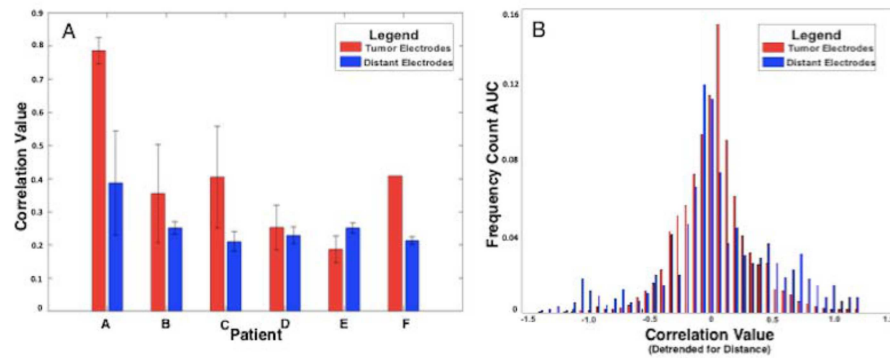 A
Legend
Tumor Electrodes
Distant Electrodes
Correlation Value
0.9
0.8
0.7
0.6
0.5
0.4
0.3
0.2
0.1
0
A B C D E F
Patient
B
Legend
Tumor Electrodes
Distant Electrodes
Frequency Count AUC
0.16
0.12
0.08
0.04
0
-1.5 -1.0 -0.5 0 0.5 1.0
Correlation Value
(Detrended for Distance)